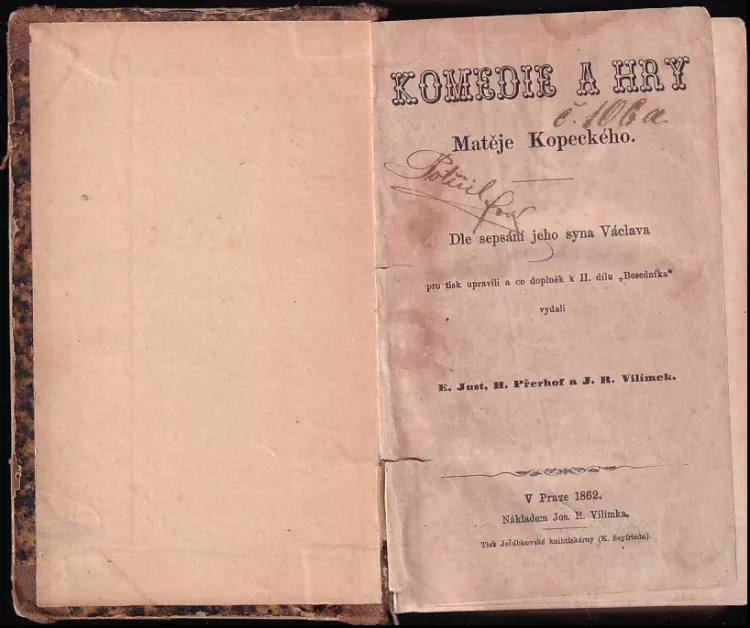 KOMEDIE A HRY
č. 106a
Matěje Kopeckého.
Dle sepsání jeho syna Václava
pro tisk upravili a co doplněk k II. dílu „Besedníka“
vydali
E. Just, H. Přerhof a J. R. Vilímek.
V Praze 1862.
Nákladem Jos. R. Vilímka.
Tisk Jeřábkovské knihtiskárny (K. Seyfrieda).